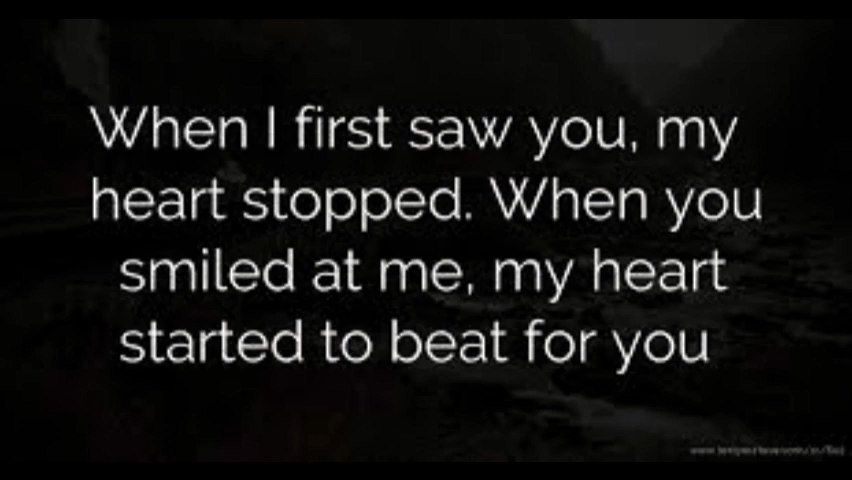 When I first saw you, my
heart stopped. When you
smiled at me, my heart
started to beat for you